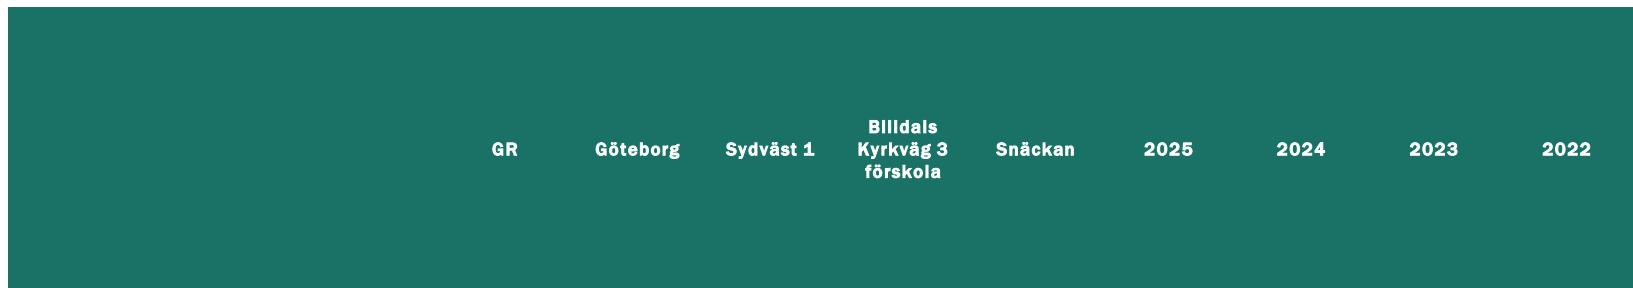 GR
Göteborg
Sydväst 1
Billdals
Kyrkväg 3
förskola
Snäckan
2025
2024
2023
2022